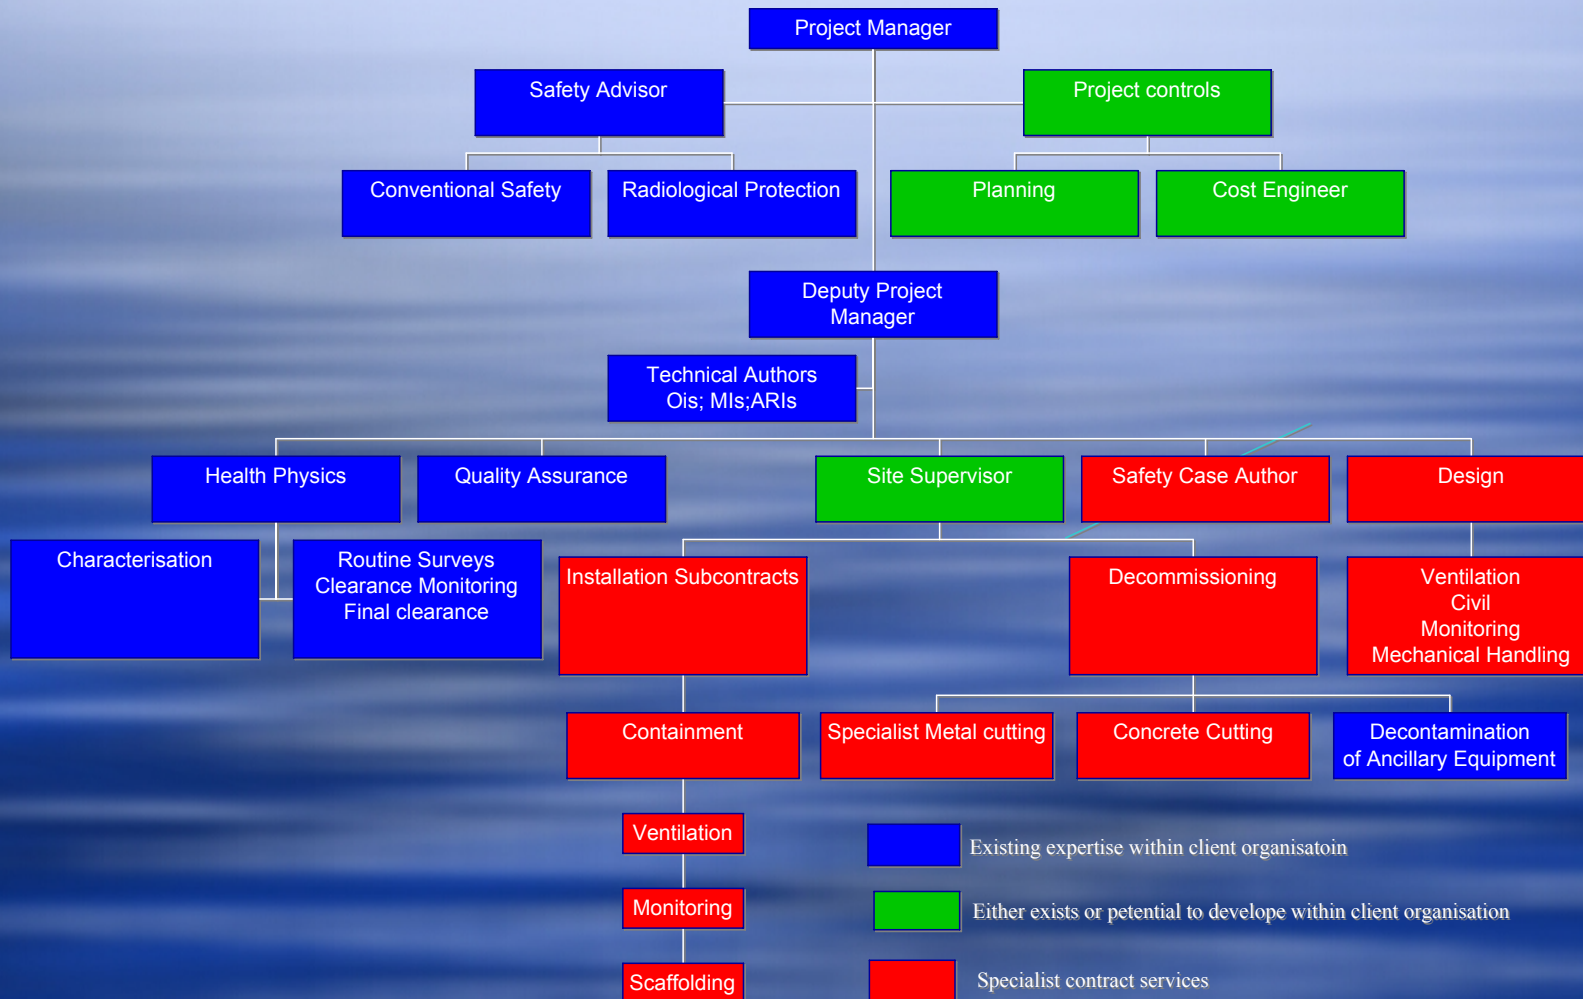 Project Manager
Safety Advisor
Project controls
Conventional Safety
Radiological Protection
Planning
Cost Engineer
Deputy Project
Manager
Technical Authors
Ois; MIs;ARIs
Health Physics
Quality Assurance
Site Supervisor
Safety Case Author
Design
Characterisation
Routine Surveys
Clearance Monitoring
Final clearance
Installation Subcontracts
Decommissioning
Ventilation
Civil
Monitoring
Mechanical Handling
Containment
Specialist Metal cutting
Concrete Cutting
Decontamination
of Ancillary Equipment
Ventilation
Monitoring
Scaffolding
Existing expertise within client organisatoin
Either exists or petential to develope within client organisation
Specialist contract services